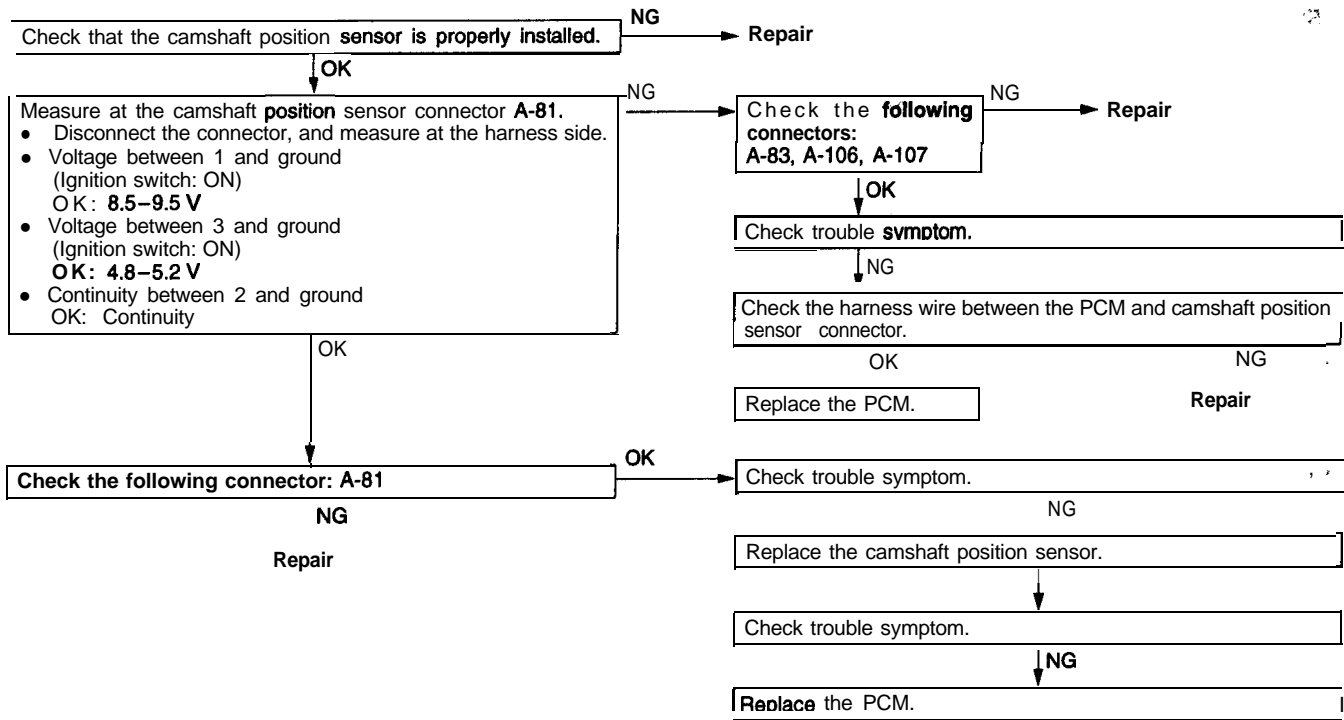 NG
Check that the camshaft position sensor is properly installed.
Repair
OK
Measure at the camshaft position sensor connector A-81.
• Disconnect the connector, and measure at the harness side.
• Voltage between 1 and ground
(Ignition switch: ON)
OK: 8.5–9.5 V
• Voltage between 3 and ground
(Ignition switch: ON)
OK: 4.8–5.2 V
• Continuity between 2 and ground
OK: Continuity
NG
Check the following
connectors:
A-83, A-106, A-107
NG
Repair
OK
Check trouble symptom.
NG
Check the harness wire between the PCM and camshaft position
sensor connector.
OK
NG
Replace the PCM.
Repair
OK
Check the following connector: A-81
OK
NG
Repair
Check trouble symptom.
NG
Replace the camshaft position sensor.
Check trouble symptom.
NG
Replace the PCM.